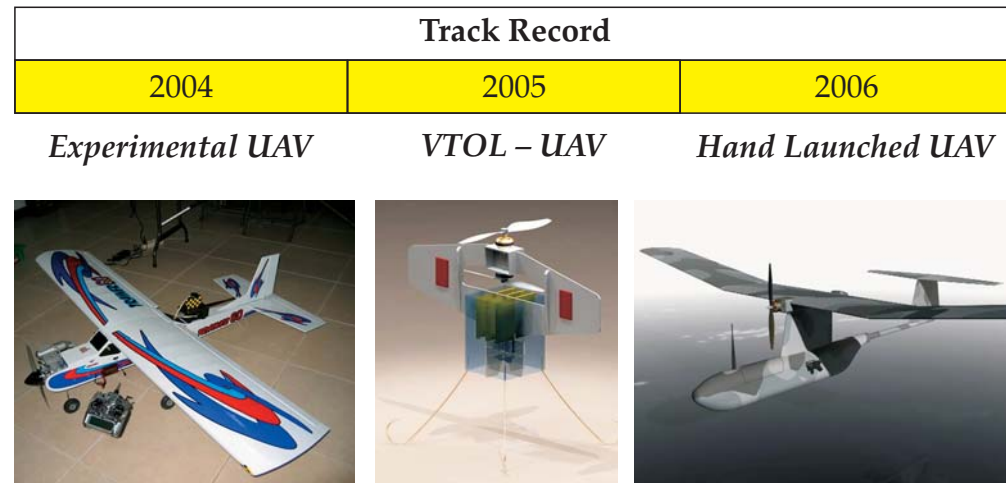 Track Record
2004 2005 2006
Experimental UAV VTOL – UAV Hand Launched UAV